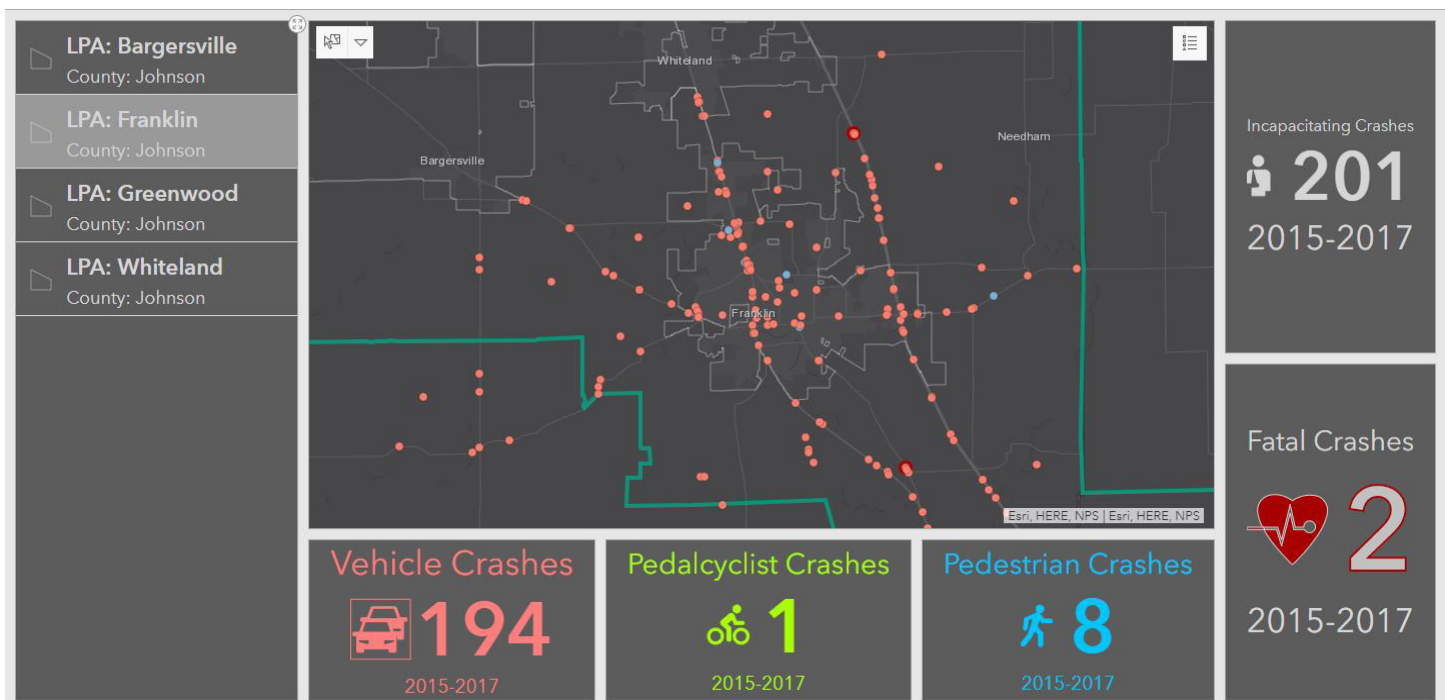 LPA: Bargersville
County: Johnson
LPA: Franklin
County: Johnson
LPA: Greenwood
County: Johnson
LPA: Whiteland
County: Johnson
Whiteland
Needham
Bargersville
Franklin
Esri, HERE, NPS | Esri, HERE, NPS
Vehicle Crashes
194
2015-2017
Pedalcyclist Crashes
1
2015-2017
Pedestrian Crashes
8
2015-2017
Incapacitating Crashes
201
2015-2017
Fatal Crashes
2
2015-2017